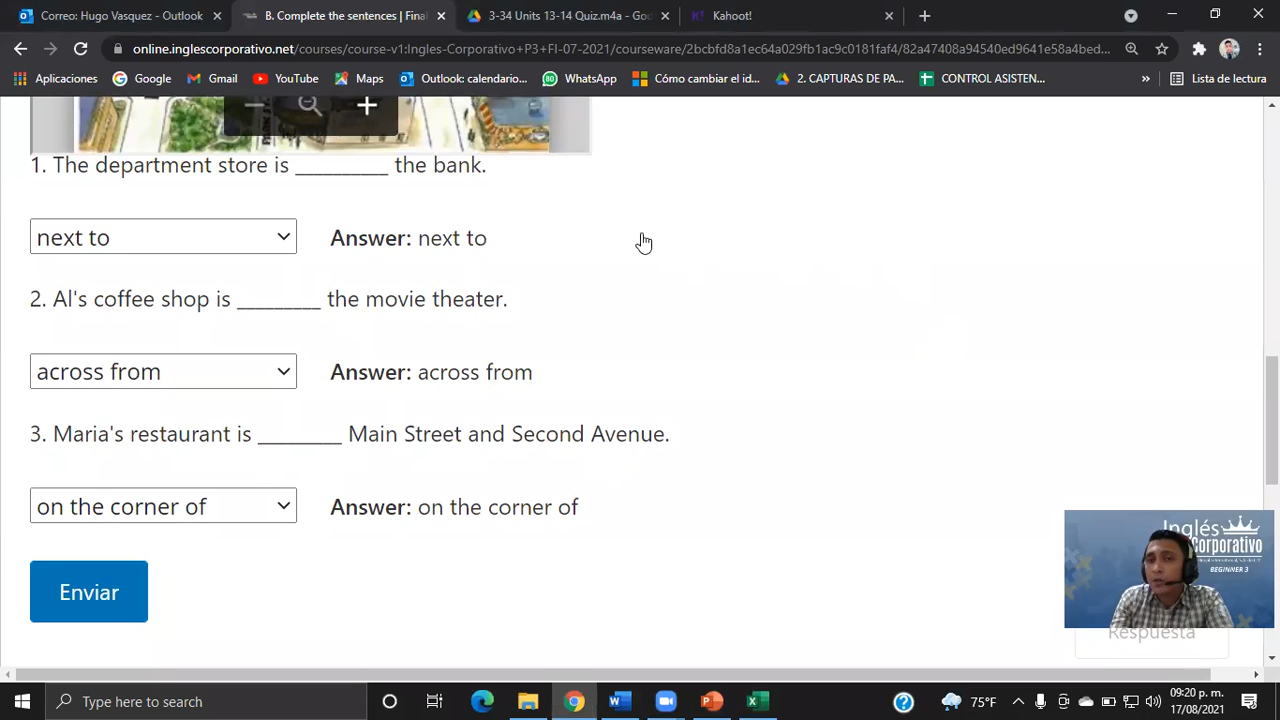 Correo: Hugo Vasquez - Outlook
B. Complete the sentences | Final
3-34 Units 13-14 Quiz.m4a - Goo
Kahoot!
online.inglescorporativo.net/courses/course-v1:Ingles-Corporativo+P3+FI-07-2021/courseware/2bcbfd8a1ec64a029fb1ac9c0181faf4/82a47408a94540ed9641e58a4bed...
Aplicaciones
Google
Gmail
YouTube
Maps
Outlook: calendario...
WhatsApp
Cómo cambiar el id...
2. CAPTURAS DE PA...
CONTROL ASISTEN...
»
Lista de lectura
1. The department store is __________ the bank.
next to
Answer: next to
2. Al's coffee shop is _________ the movie theater.
across from
Answer: across from
3. Maria's restaurant is _________ Main Street and Second Avenue.
on the corner of
Answer: on the corner of
Enviar
Inglés
Corporativo
BEGINNER 3
Respuesta
Type here to search
75°F
09:20 p. m.
17/08/2021